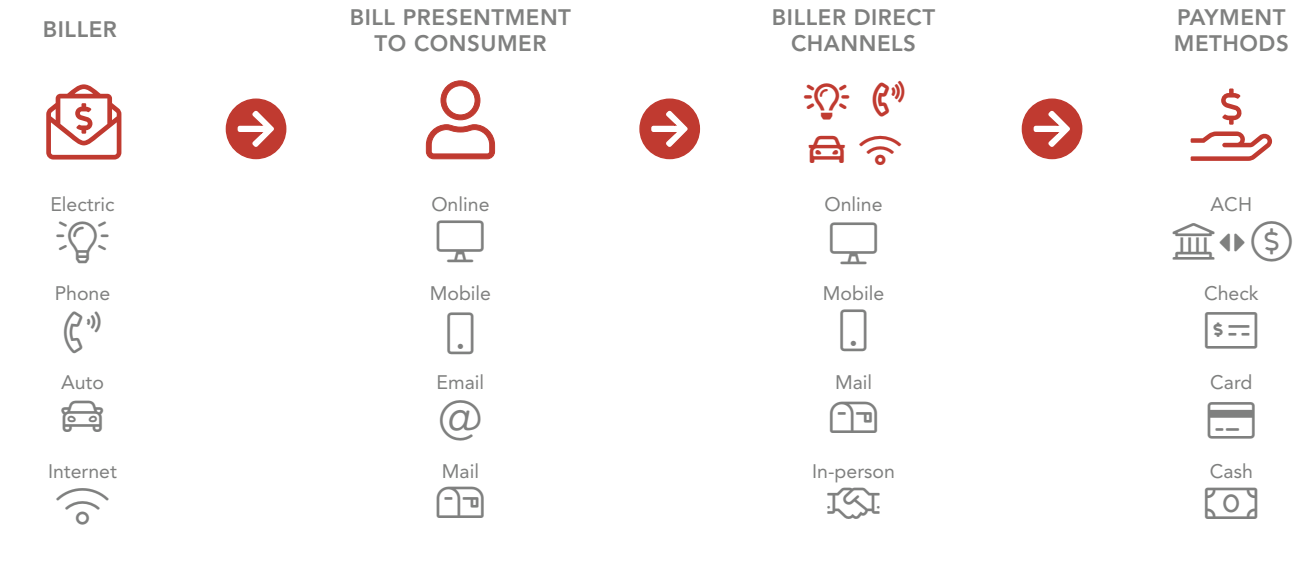 BILLER
BILL PRESENTMENT
TO CONSUMER
BILLER DIRECT
CHANNELS
PAYMENT
METHODS
Electric
Online
Online
ACH
Phone
Mobile
Mobile
Check
Auto
Email
Mail
Card
Internet
Mail
In-person
Cash